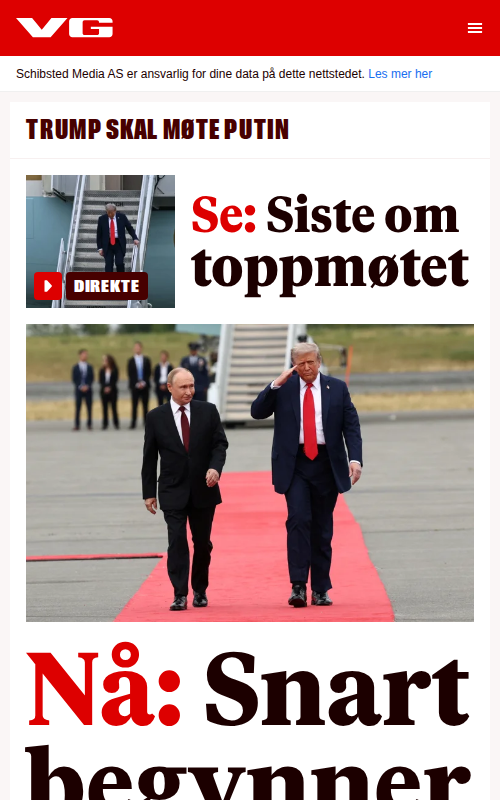 VG
Schibsted Media AS er ansvarlig for dine data på dette nettstedet. Les mer her
TRUMP SKAL MØTE PUTIN
DIREKTE
Se: Siste om
toppmøtet
Nå: Snart
begynner